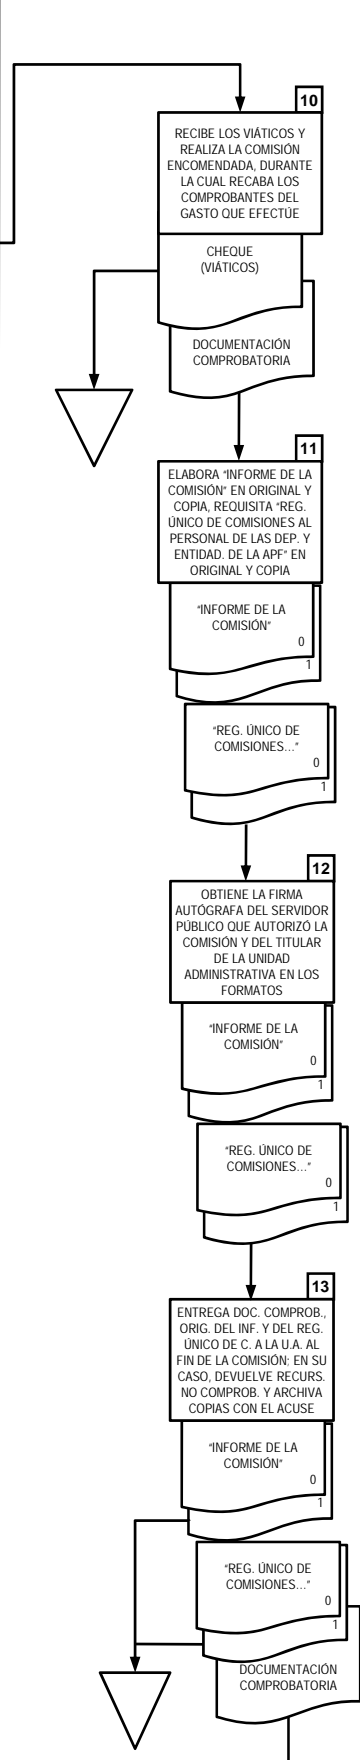 10
RECIBE LOS VIÁTICOS Y
REALIZA LA COMISIÓN
ENCOMENDADA, DURANTE
LA CUAL RECABA LOS
COMPROBANTES DEL
GASTO QUE EFECTÚE
CHEQUE
(VIÁTICOS)
DOCUMENTACIÓN
COMPROBATORIA
11
ELABORA “INFORME DE LA
COMISIÓN” EN ORIGINAL Y
COPIA, REQUISITA “REG.
ÚNICO DE COMISIONES AL
PERSONAL DE LAS DEP. Y
ENTIDAD. DE LA APF” EN
ORIGINAL Y COPIA
“INFORME DE LA
COMISIÓN”
0
1
“REG. ÚNICO DE
COMISIONES...”
0
1
12
OBTIENE LA FIRMA
AUTÓGRAFA DEL SERVIDOR
PÚBLICO QUE AUTORIZÓ LA
COMISIÓN Y DEL TITULAR
DE LA UNIDAD
ADMINISTRATIVA EN LOS
FORMATOS
“INFORME DE LA
COMISIÓN”
0
1
“REG. ÚNICO DE
COMISIONES...”
0
1
13
ENTREGA DOC. COMPROB.,
ORIG. DEL INF. Y DEL REG.
ÚNICO DE C. A LA U.A. AL
FIN DE LA COMISIÓN; EN SU
CASO, DEVUELVE RECURS.
NO COMPROB. Y ARCHIVA
COPIAS CON EL ACUSE
“INFORME DE LA
COMISIÓN”
0
1
“REG. ÚNICO DE
COMISIONES...”
0
1
DOCUMENTACIÓN
COMPROBATORIA